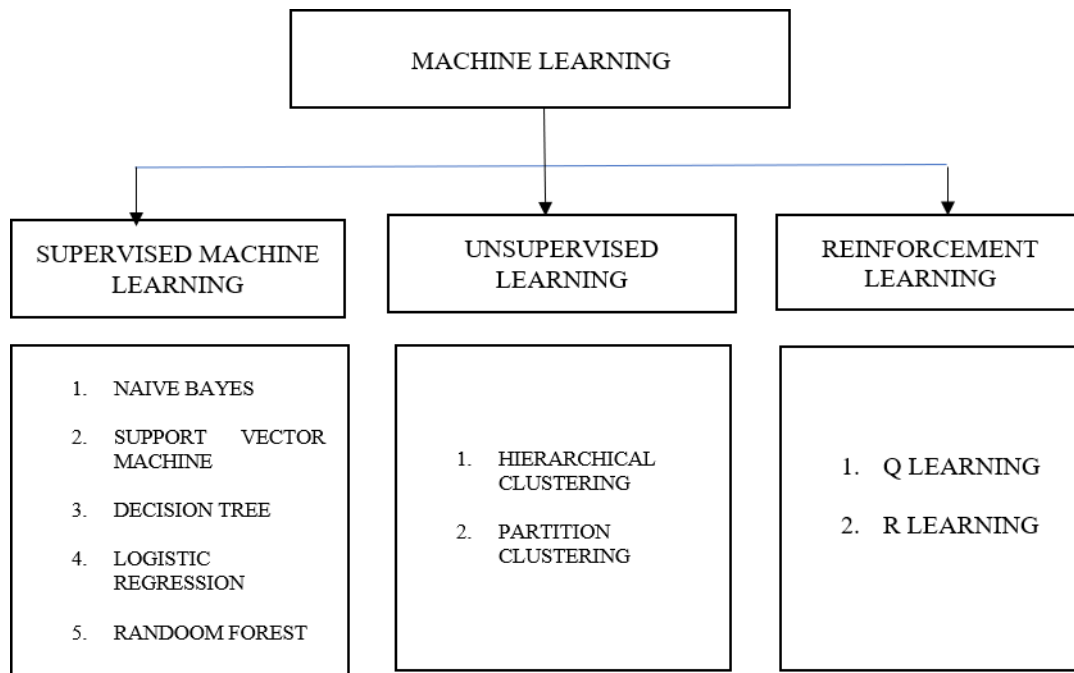 MACHINE LEARNING
SUPERVISED MACHINE
LEARNING
UNSUPERVISED
LEARNING
REINFORCEMENT
LEARNING
1. NAIVE BAYES
2. SUPPORT VECTOR
MACHINE
3. DECISION TREE
4. LOGISTIC
REGRESSION
5. RANDOOM FOREST
1. HIERARCHICAL
CLUSTERING
2. PARTITION
CLUSTERING
1. Q LEARNING
2. R LEARNING